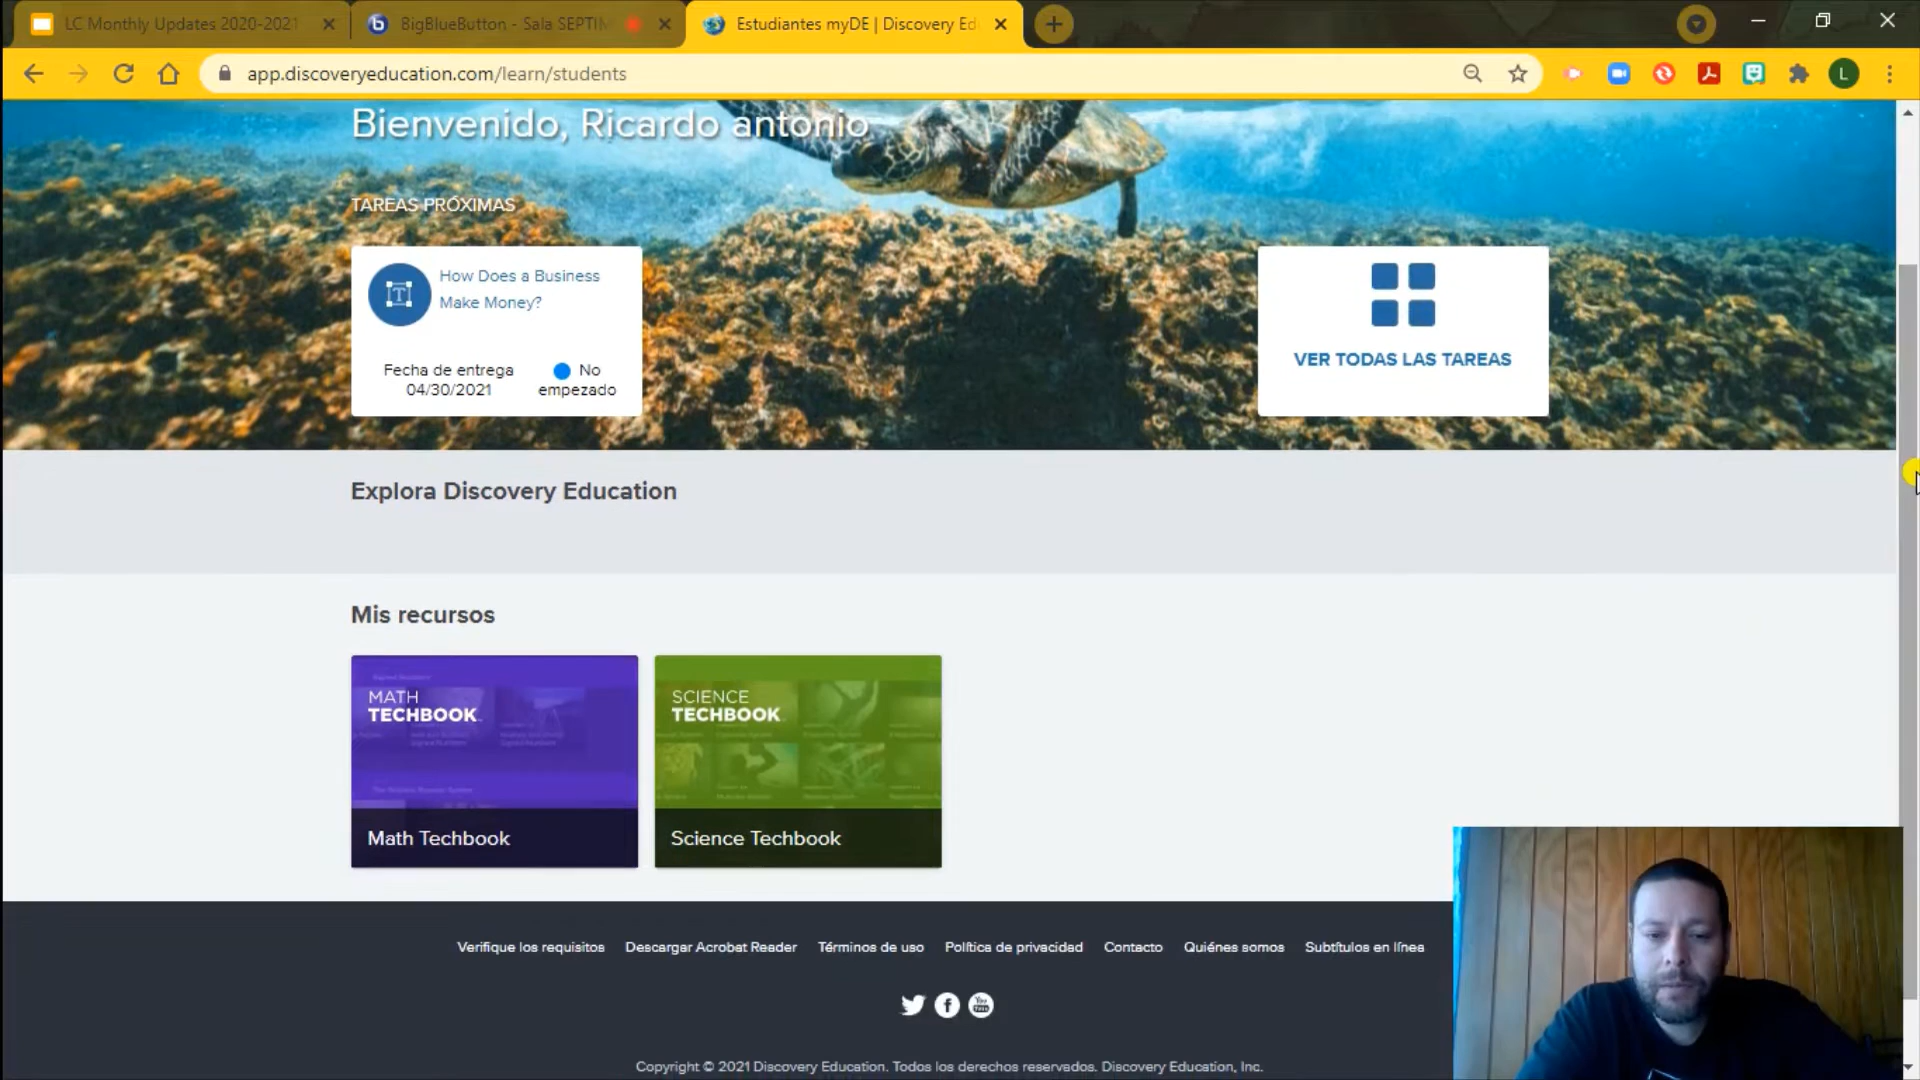 LC Monthly Updates 2020-2021
BigBlueButton - Sala SEPTIM
Estudiantes myDE | Discovery Ed
app.discoveryeducation.com/learn/students
L
Bienvenido, Ricardo antonio
TAREAS PRÓXIMAS
How Does a Business
Make Money?
Fecha de entrega
04/30/2021
No
empezado
VER TODAS LAS TAREAS
Explora Discovery Education
Mis recursos
MATH
TECHBOOK
Math Techbook
SCIENCE
TECHBOOK
Science Techbook
Verifique los requisitos
Descargar Acrobat Reader
Términos de uso
Política de privacidad
Contacto
Quiénes somos
Subtítulos en línea
Copyright © 2021 Discovery Education. Todos los derechos reservados. Discovery Education, Inc.